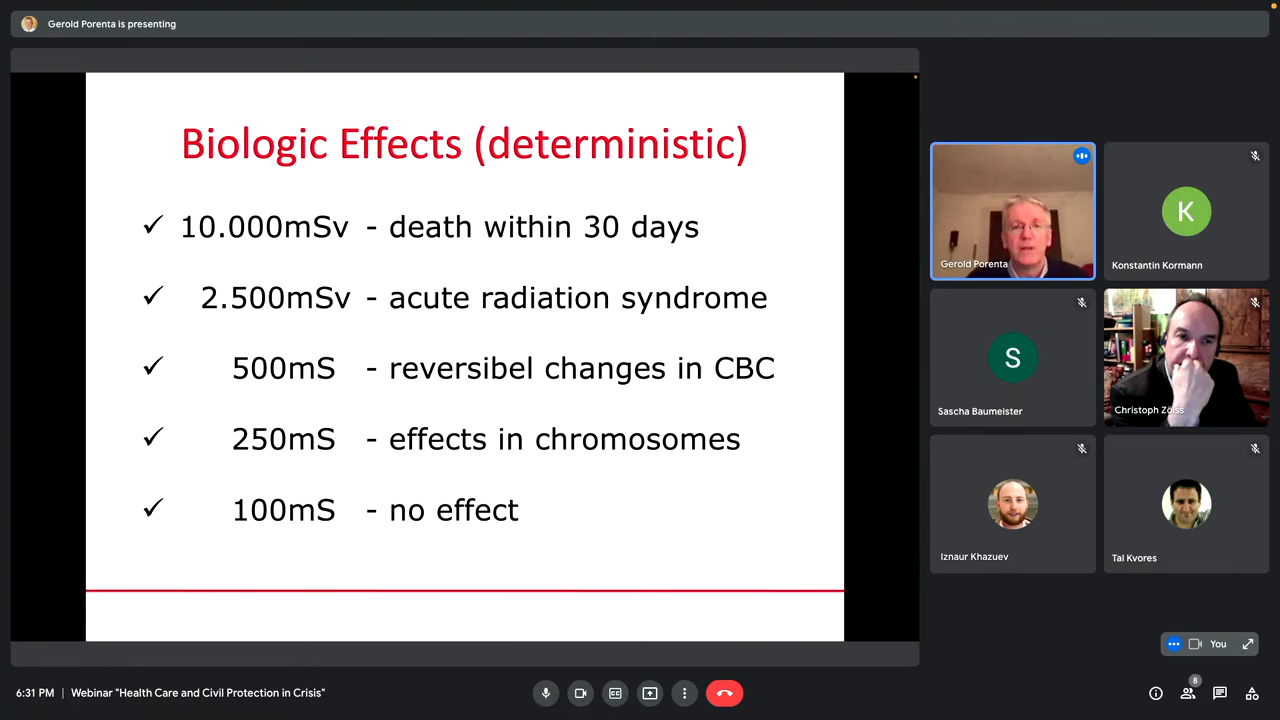 Gerold Porenta is presenting
Biologic Effects (deterministic)
✓ 10.000mSv - death within 30 days
✓ 2.500mSv - acute radiation syndrome
✓ 500mS - reversibel changes in CBC
✓ 250mS - effects in chromosomes
✓ 100mS - no effect
Gerold Porenta
K
Konstantin Kormann
S
Sascha Baumeister
Christoph Zöiss
Iznaur Khazuev
Tal Kvores
You
6:31 PM | Webinar "Health Care and Civil Protection in Crisis"
8